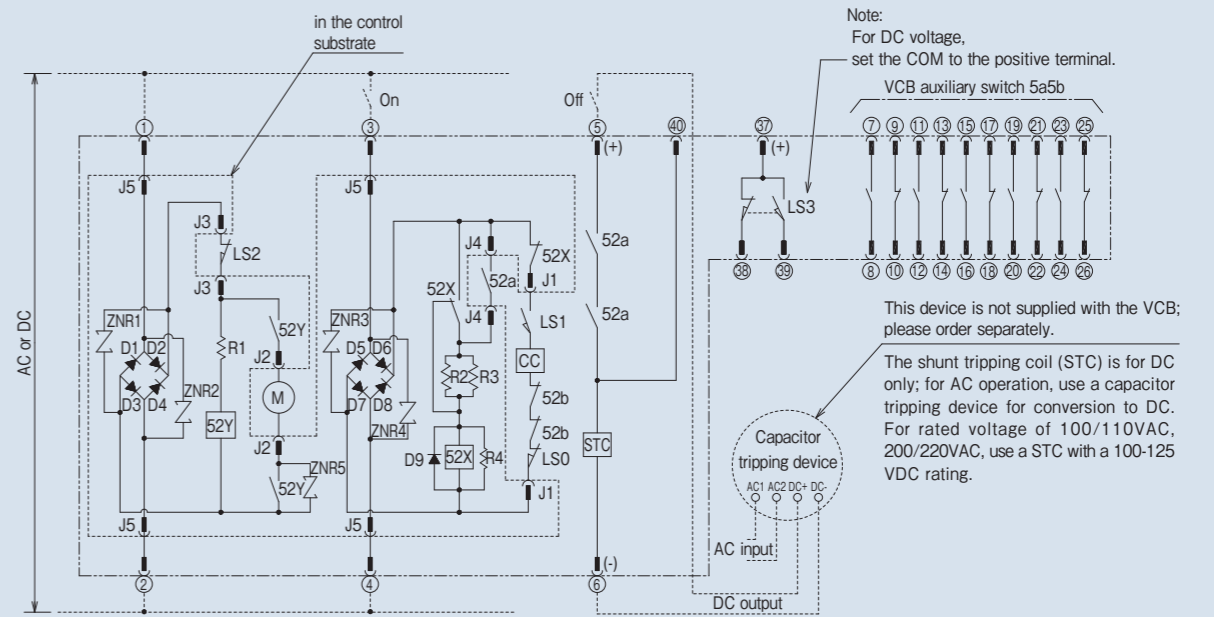 in the control
substrate
Note:
For DC voltage,
set the COM to the positive terminal.
VCB auxiliary switch 5a5b
On
Off
1
3
5
40
37
7
9
11
13
15
17
19
21
23
25
(+)
(+)
J5
J5
J3
LS2
J3
J4
52X
52a
52X
J1
J4
52a
52a
LS3
38
39
8
10
12
14
16
18
20
22
24
26
AC or DC
ZNR1
D1
D2
R1
52Y
J2
ZNR3
D5
D6
LS1
CC
ZNR2
D3
D4
M
R2
R3
D7
D8
52b
52Y
J2
ZNR4
52b
D9
52X
R4
LS0
STC
52Y
ZNR5
J1
J5
J5
(-)
2
4
6
This device is not supplied with the VCB;
please order separately.
The shunt tripping coil (STC) is for DC
only; for AC operation, use a capacitor
tripping device for conversion to DC.
For rated voltage of 100/110VAC,
200/220VAC, use a STC with a 100-125
VDC rating.
Capacitor
tripping device
AC1 AC2 DC+ DC-
AC input
DC output